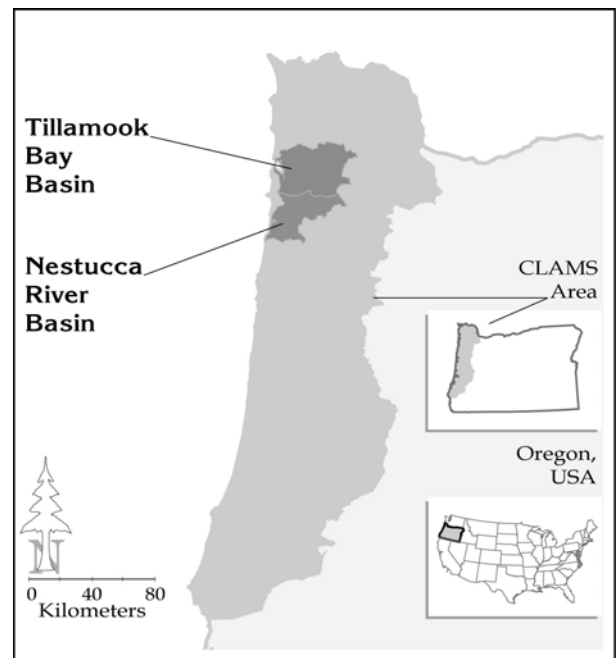 Tillamook
Bay
Basin
Nestucca
River
Basin
CLAMS
Area
Oregon,
USA
N
0 40 80
Kilometers